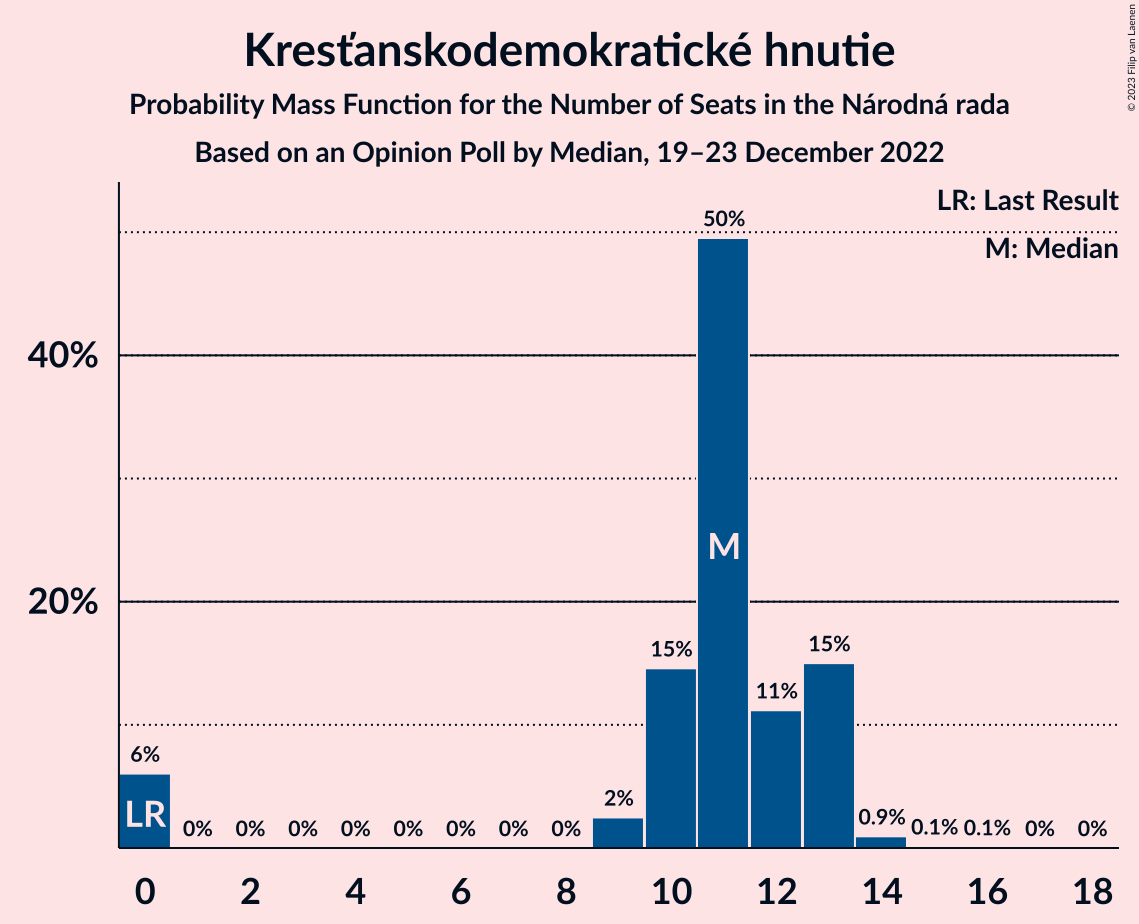 Kresťanskodemokratické hnutie
Probability Mass Function for the Number of Seats in the Národná rada
Based on an Opinion Poll by Median, 19–23 December 2022
© 2023 Filip van Laenen
LR: Last Result
M: Median
40%
20%
6%
0%
0%
0%
0%
0%
0%
0%
0%
2%
15%
50%
11%
15%
0.9%
0.1%
0.1%
0%
0%
LR
M
0 2 4 6 8 10 12 14 16 18